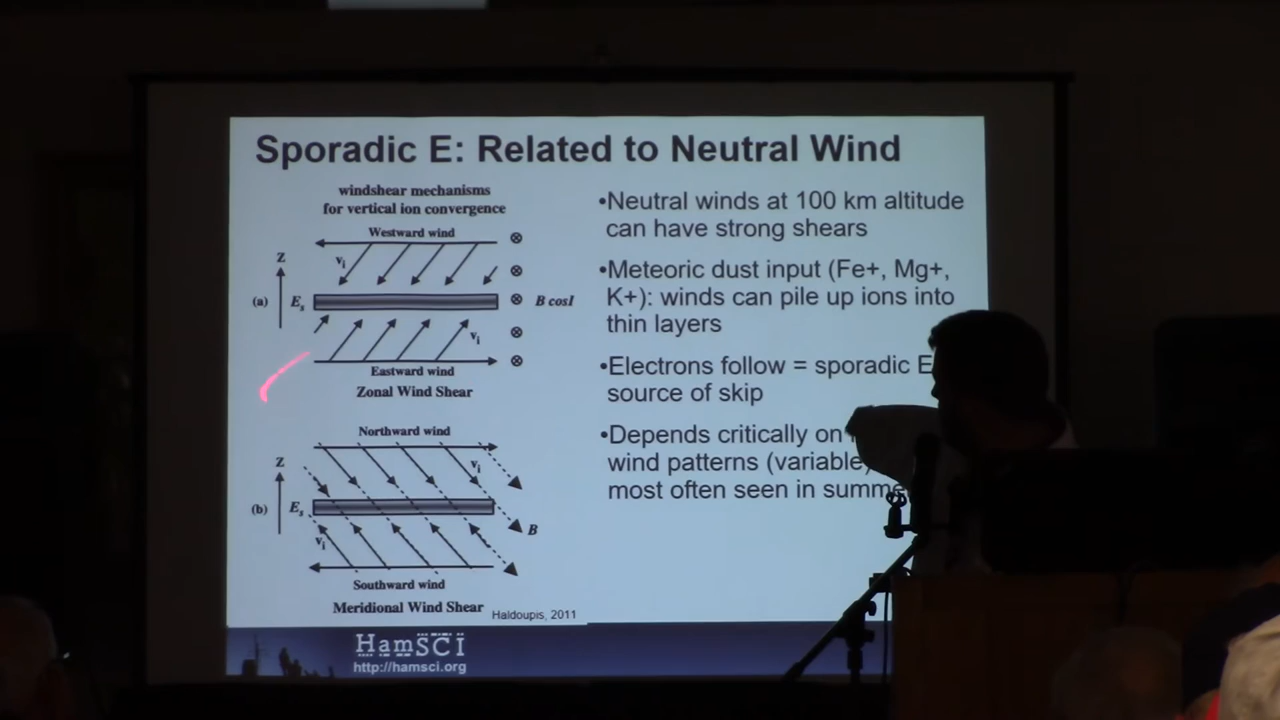 Sporadic E: Related to Neutral Wind
windshear mechanisms
for vertical ion convergence
Westward wind
Z
vi
(a)
Es
B cosI
vi
Eastward wind
Zonal Wind Shear
Northward wind
Z
vi
(b)
Es
B
vi
Southward wind
Meridional Wind Shear
Haldoupis, 2011
•Neutral winds at 100 km altitude
can have strong shears
•Meteoric dust input (Fe+, Mg+,
K+): winds can pile up ions into
thin layers
•Electrons follow = sporadic E
source of skip
•Depends critically on
wind patterns (variable)
most often seen in summe
HamSCI
http://hamsci.org